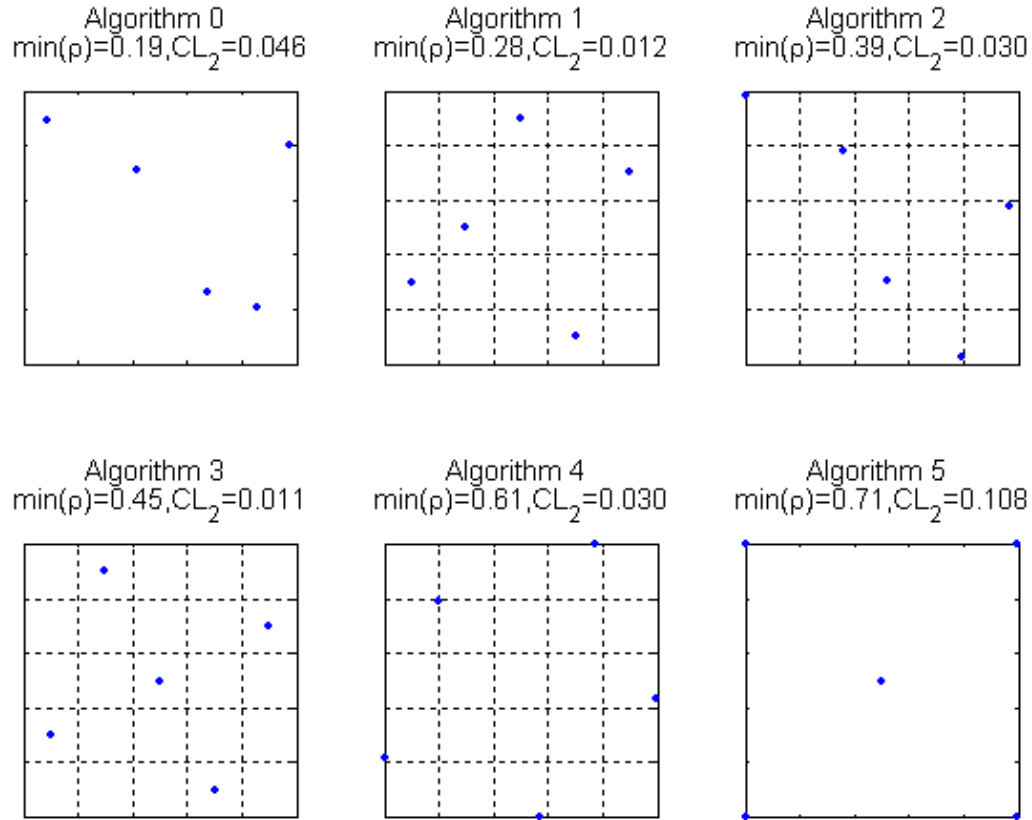 Algorithm 0
min(ρ)=0.19,CL₂=0.046
Algorithm 1
min(ρ)=0.28,CL₂=0.012
Algorithm 2
min(ρ)=0.39,CL₂=0.030
Algorithm 3
min(ρ)=0.45,CL₂=0.011
Algorithm 4
min(ρ)=0.61,CL₂=0.030
Algorithm 5
min(ρ)=0.71,CL₂=0.108